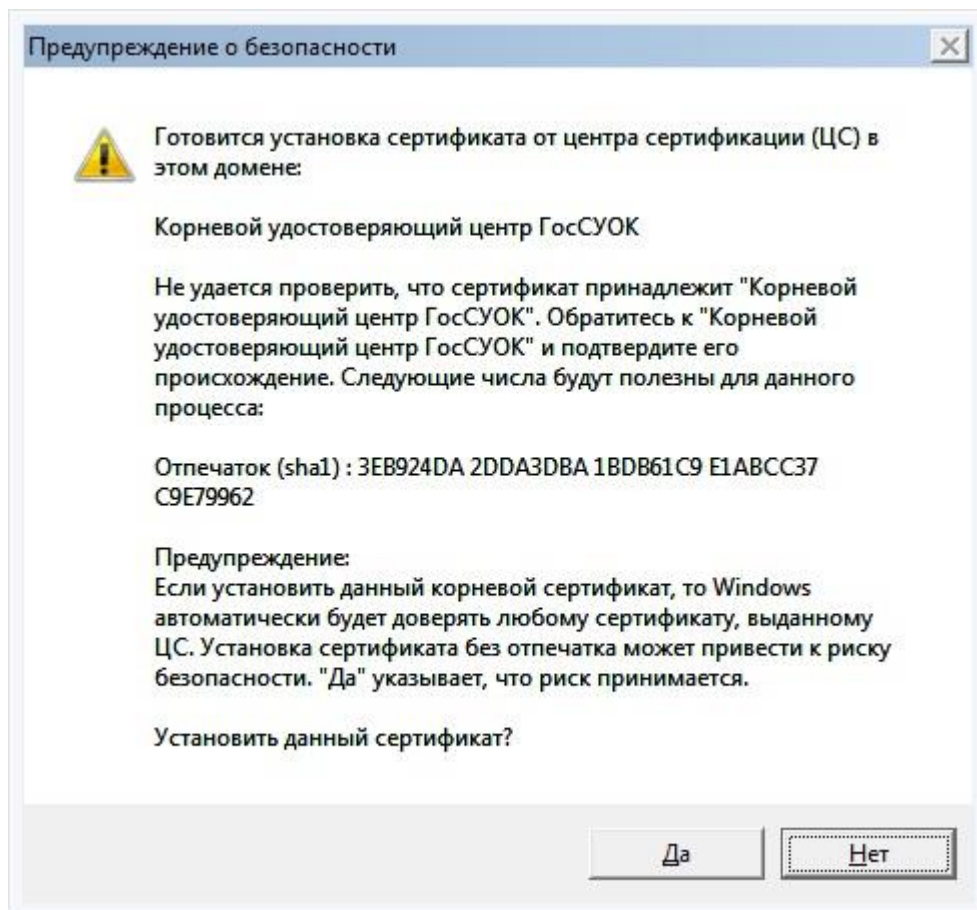 Предупреждение о безопасности
Готовится установка сертификата от центра сертификации (ЦС) в
этом домене:
Корневой удостоверяющий центр ГосСУОК
Не удается проверить, что сертификат принадлежит "Корневой
удостоверяющий центр ГосСУОК". Обратитесь к "Корневой
удостоверяющий центр ГосСУОК" и подтвердите его
происхождение. Следующие числа будут полезны для данного
процесса:
Отпечаток (sha1) : 3EB924DA 2DDA3DBA 1BDB61C9 E1ABCC37
C9E79962
Предупреждение:
Если установить данный корневой сертификат, то Windows
автоматически будет доверять любому сертификату, выданному
ЦС. Установка сертификата без отпечатка может привести к риску
безопасности. "Да" указывает, что риск принимается.
Установить данный сертификат?
Да
Нет